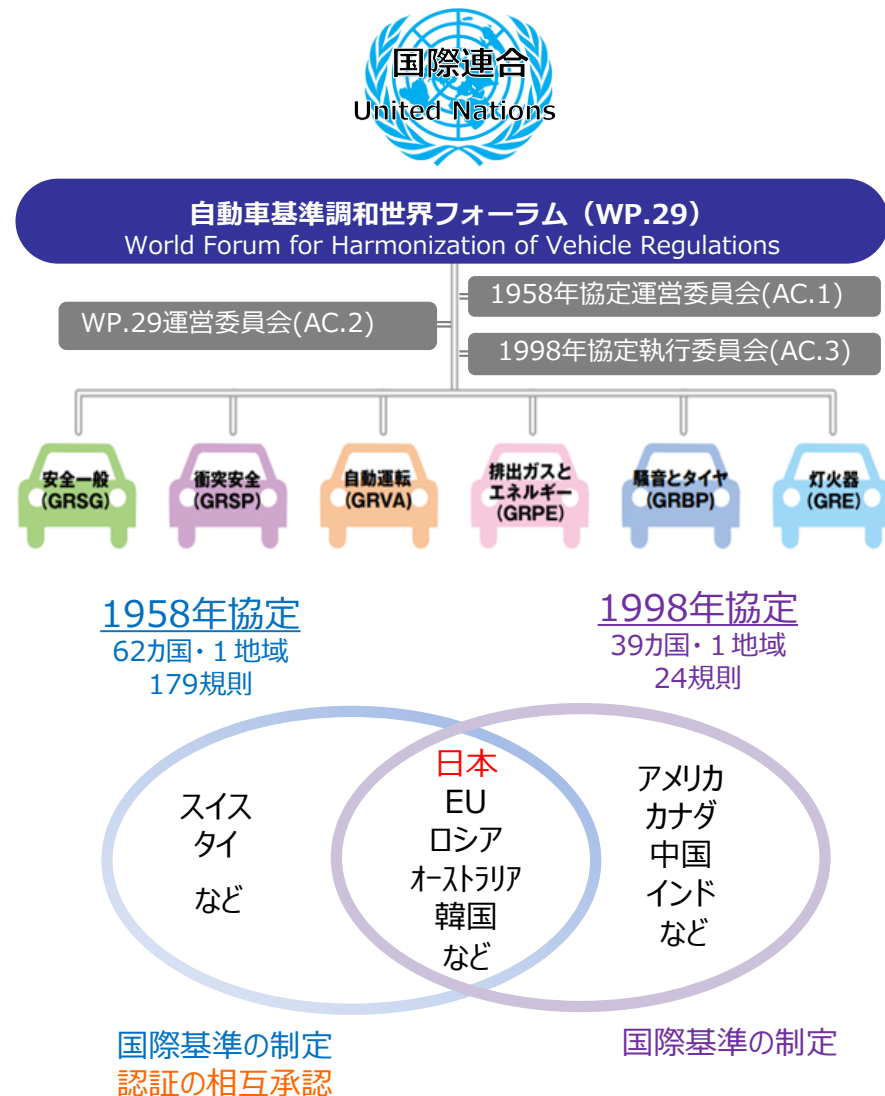 国際連合
United Nations
自動車基準調和世界フォーラム（WP.29）
World Forum for Harmonization of Vehicle Regulations
1958年協定運営委員会(AC.1)
WP.29運営委員会(AC.2)
1998年協定執行委員会(AC.3)
安全一般
(GRSG)
衝突安全
(GRSP)
自動運転
(GRVA)
排出ガスと
エネルギー
(GRPE)
騒音とタイヤ
(GRBP)
灯火器
(GRE)
1958年協定
62カ国・１地域
179規則
1998年協定
39カ国・１地域
24規則
スイス
タイ
など
日本
EU
ロシア
オーストラリア
韓国
など
アメリカ
カナダ
中国
インド
など
国際基準の制定
認証の相互承認
国際基準の制定